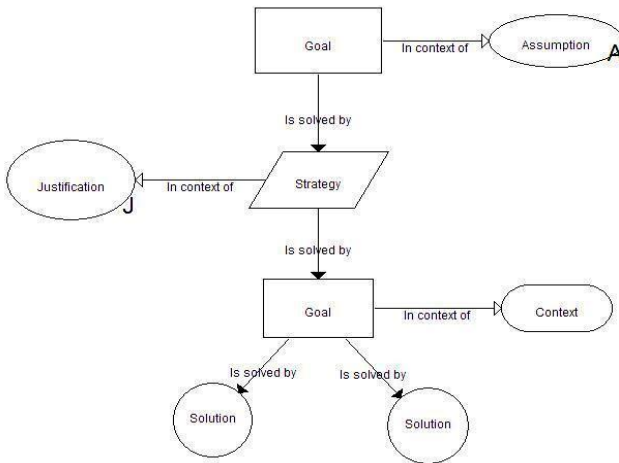 Goal
In context of
Assumption
A
Is solved by
Justification
J
In context of
Strategy
Is solved by
Goal
In context of
Context
Is solved by
Is solved by
Solution
Solution